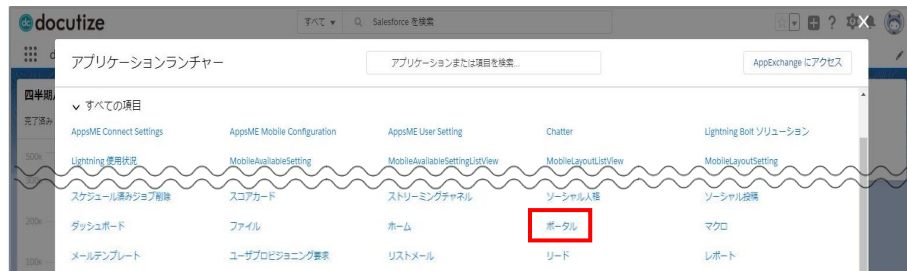 docutize
すべて
Salesforce を検索
アプリケーションランチャー
アプリケーションまたは項目を検索...
AppExchange にアクセス
四半期
すべての項目
完了済み
AppsME Connect Settings
AppsME Mobile Configuration
AppsME User Setting
Chatter
Lightning Bolt ソリューション
500k
Lightning 使用状況
MobileAvailableSetting
MobileAvailableSettingListView
MobileLayoutListView
MobileLayoutSetting
スケジュール済みジョブ削除
スコアカード
ストリーミングチャネル
ソーシャル人格
ソーシャル投稿
200k
ダッシュボード
ファイル
ホーム
ポータル
マクロ
100k
メールテンプレート
ユーザプロビジョニング要求
リストメール
リード
レポート